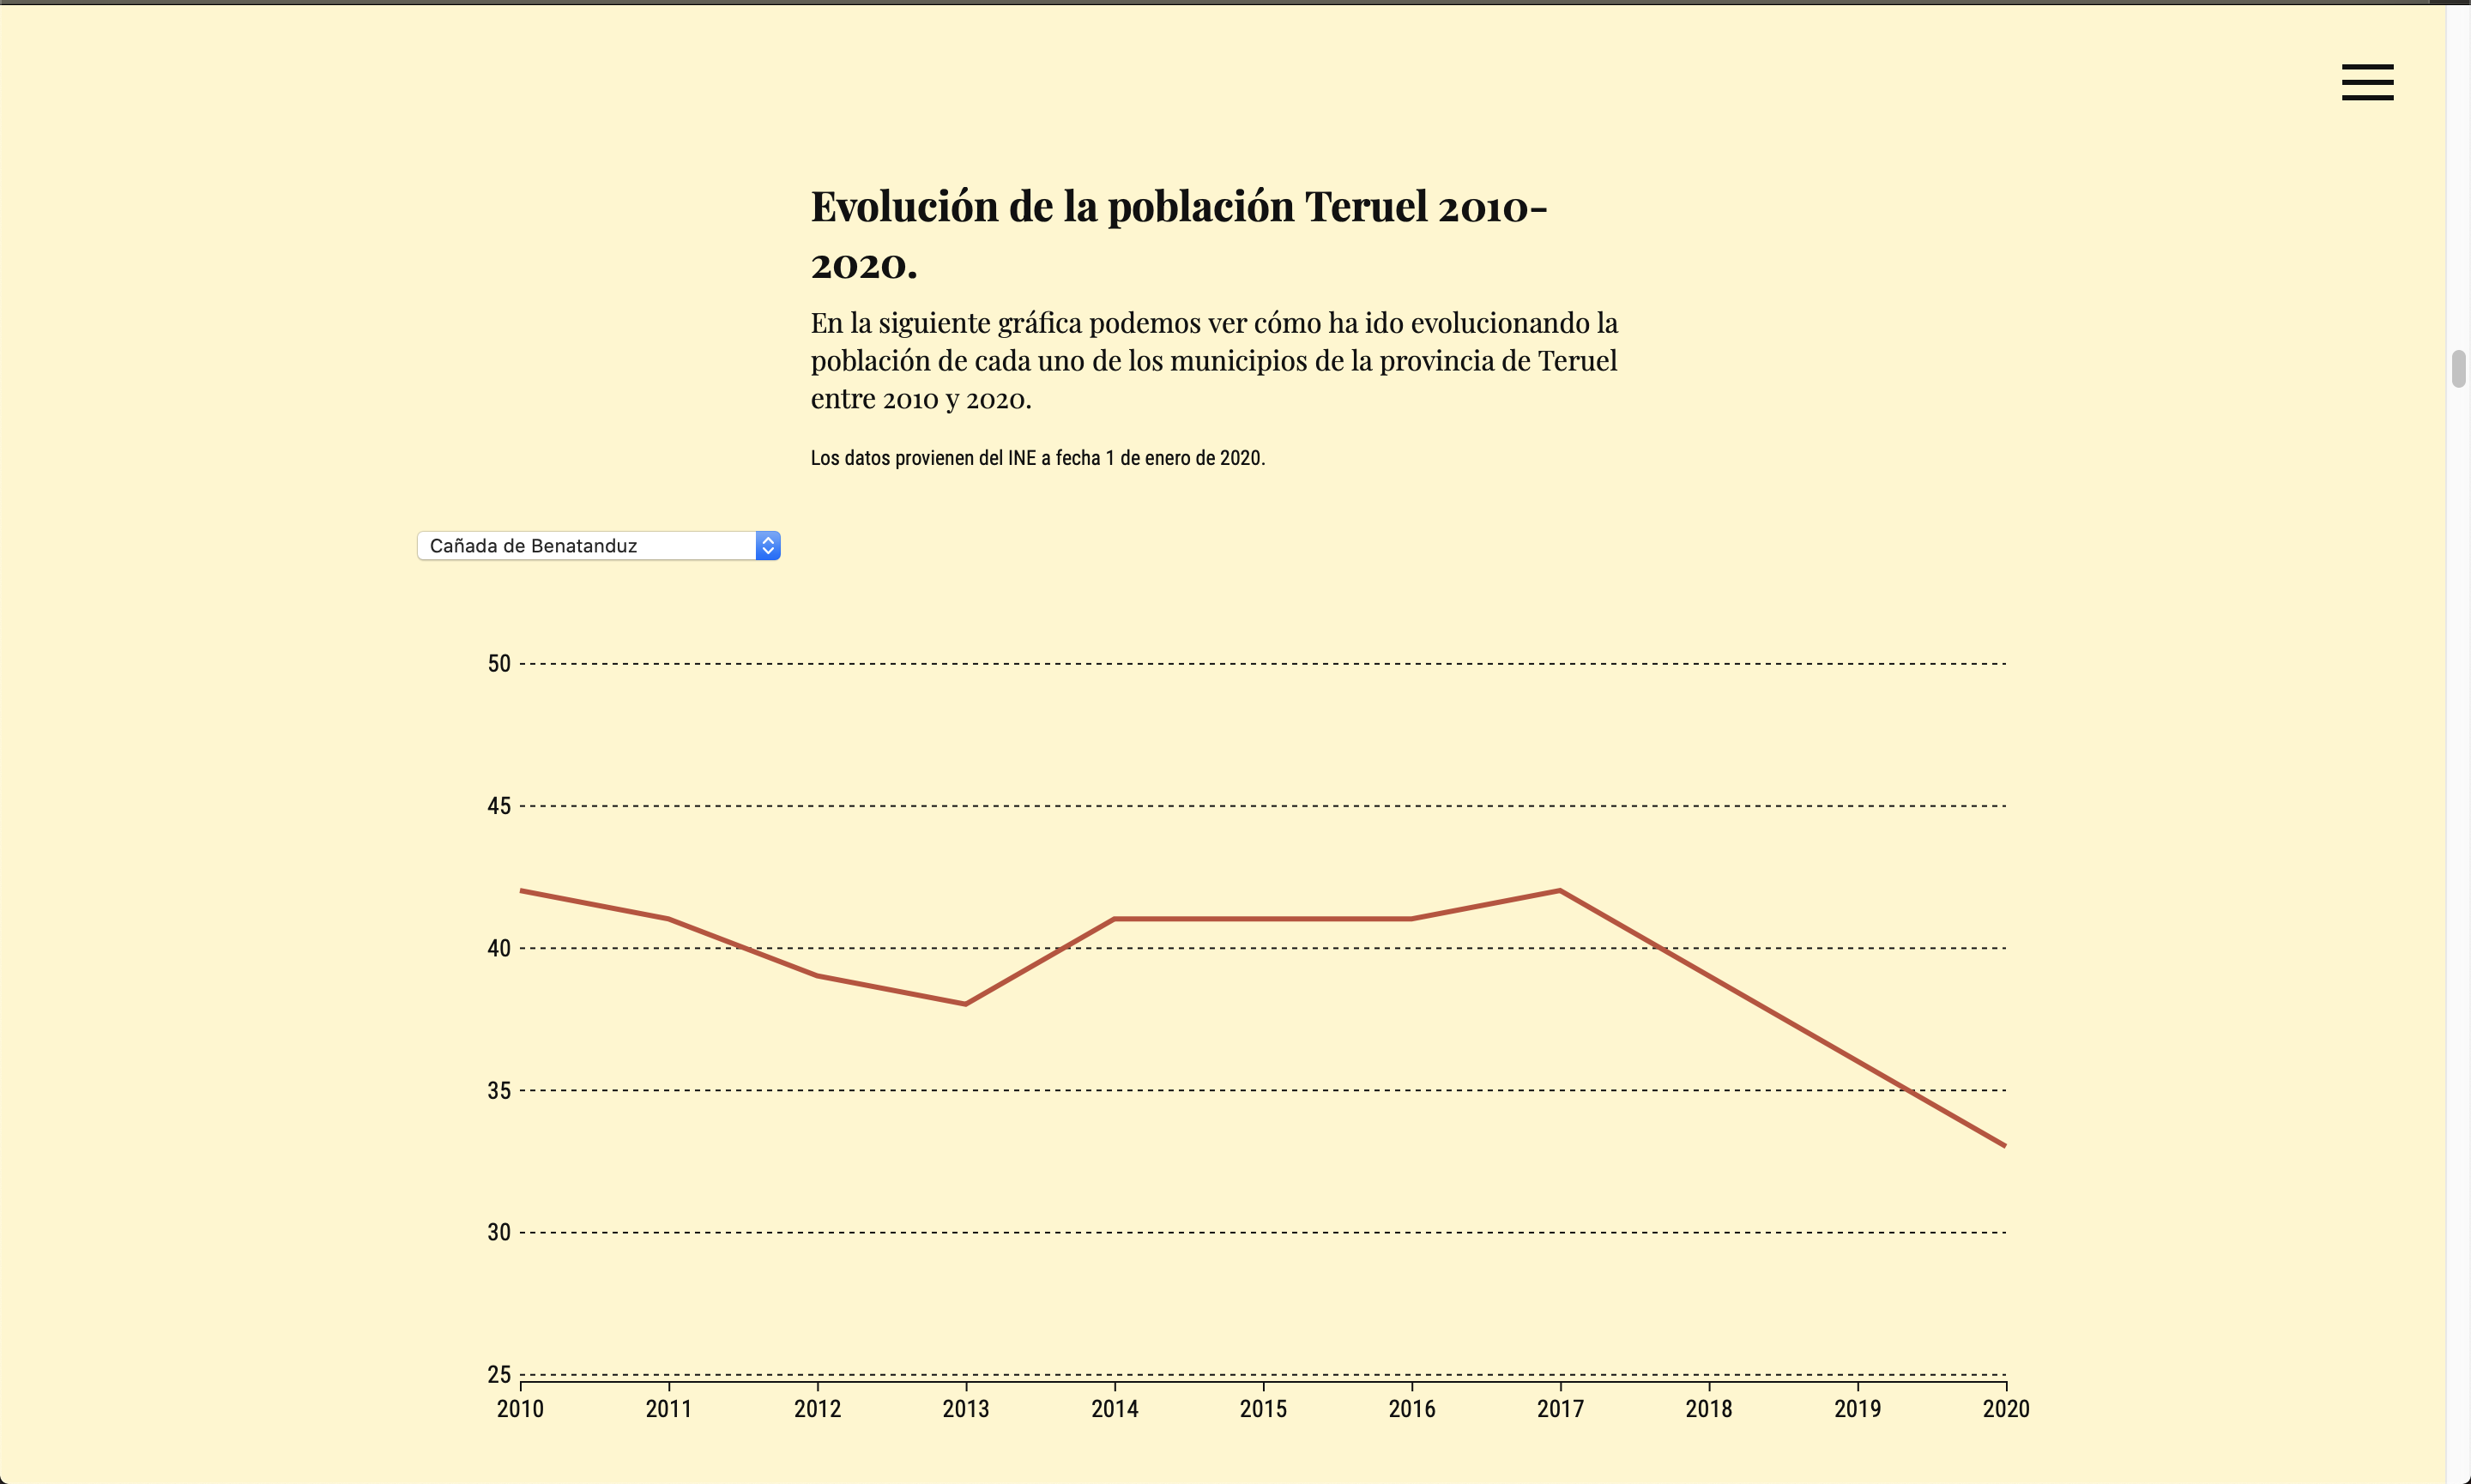 Evolución de la población Teruel 2010-
2020.
En la siguiente gráfica podemos ver cómo ha ido evolucionando la
población de cada uno de los municipios de la provincia de Teruel
entre 2010 y 2020.
Los datos provienen del INE a fecha 1 de enero de 2020.
Cañada de Benatanduz
50
45
40
35
30
25
2010 2011 2012 2013 2014 2015 2016 2017 2018 2019 2020